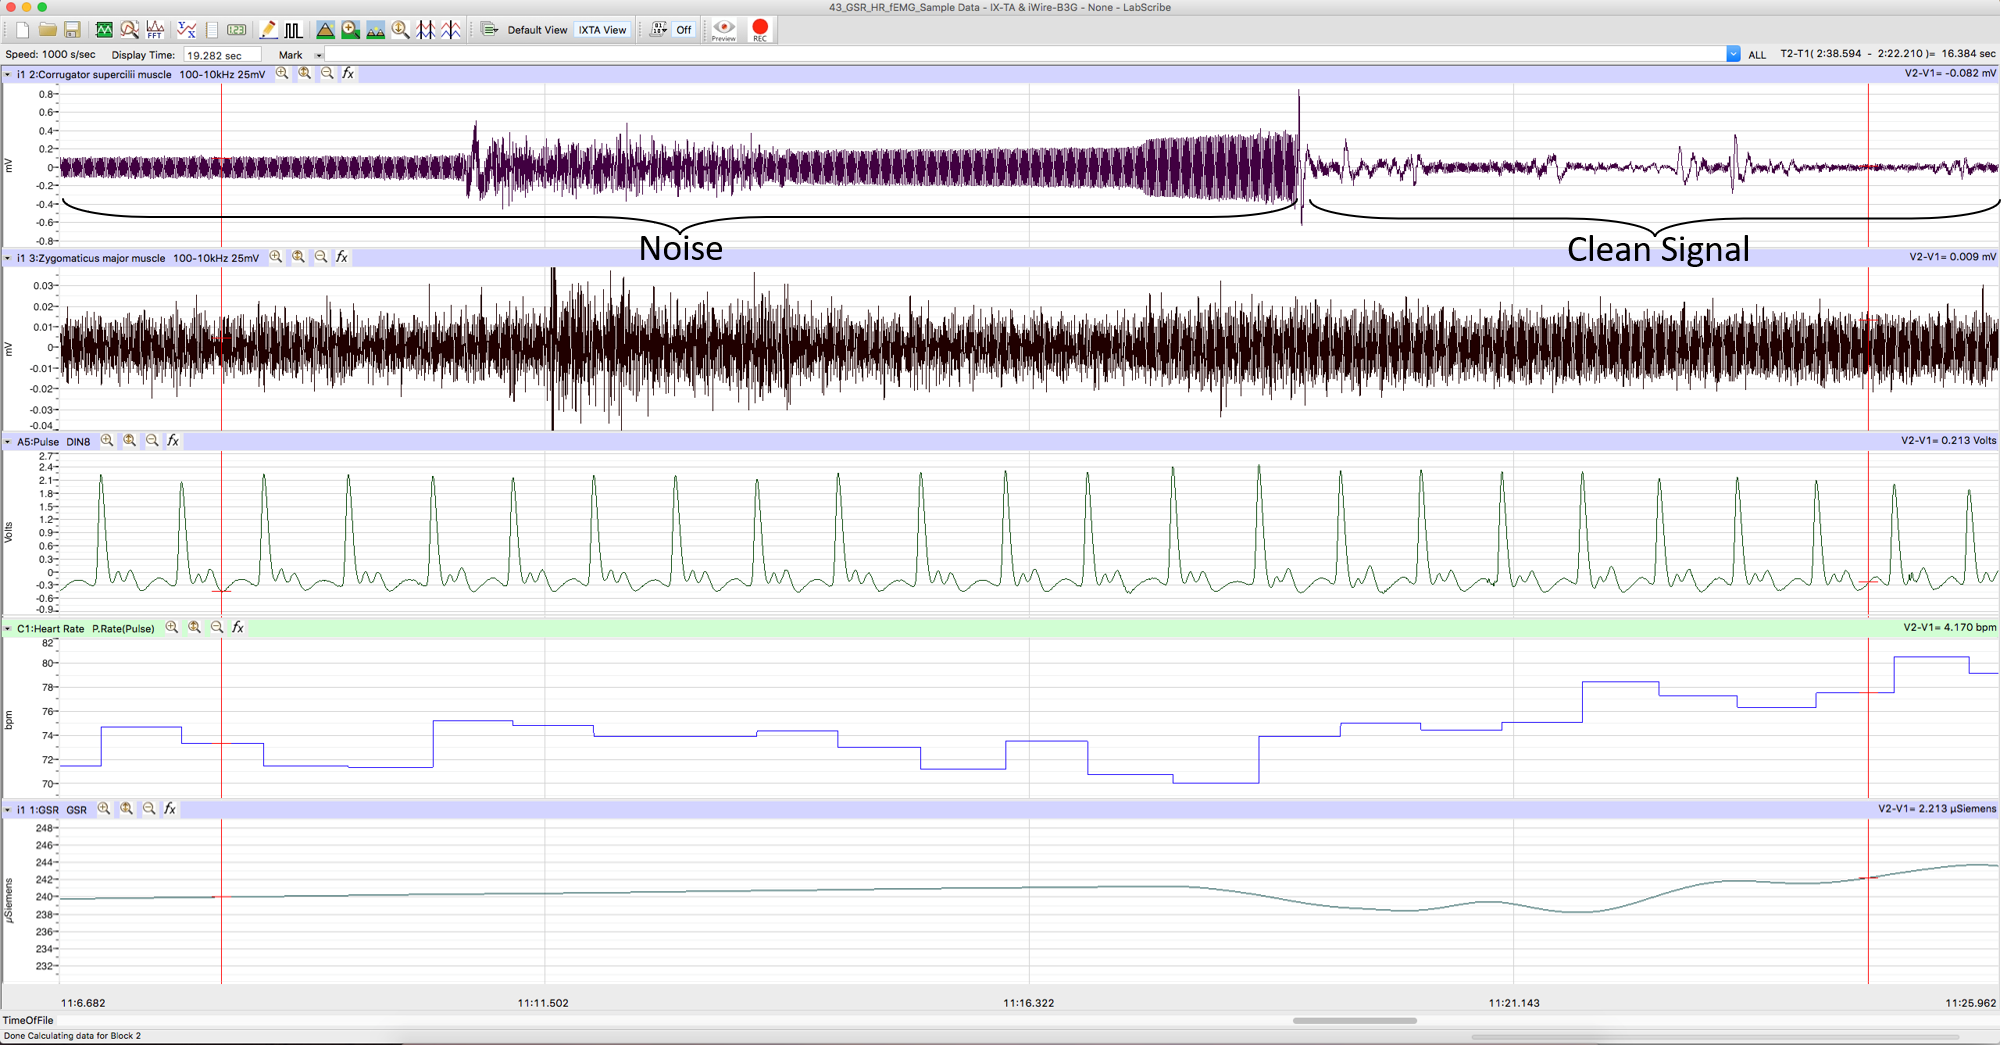 43_GSR_HR_fEMG_Sample Data - IX-TA & iWire-B3G - None - LabScribe
FFT Y X 123 Default View IXTA View Off Preview REC
Speed: 1000 s/sec Display Time: 19.282 sec Mark ALL T2-T1( 2:38.594 - 2:22.210 )= 16.384 sec
i1 2:Corrugator supercilii muscle 100-10kHz 25mV fx V2-V1= -0.082 mV
0.8
0.6
0.4
0.2
0
-0.2
-0.4
-0.6
-0.8
mV
Noise
Clean Signal
i1 3:Zygomaticus major muscle 100-10kHz 25mV fx V2-V1= 0.009 mV
0.03
0.02
0.01
0
-0.01
-0.02
-0.03
-0.04
mV
A5:Pulse DIN8 fx V2-V1= 0.213 Volts
2.7
2.4
2.1
1.8
1.5
1.2
0.9
0.6
0.3
0
-0.3
-0.6
-0.9
Volts
C1:Heart Rate P.Rate(Pulse) fx V2-V1= 4.170 bpm
82
80
78
76
74
72
70
bpm
i1 1:GSR GSR fx V2-V1= 2.213 µSiemens
248
246
244
242
240
238
236
234
232
µSiemens
11:6.682 11:11.502 11:16.322 11:21.143 11:25.962
TimeOfFile
Done Calculating data for Block 2